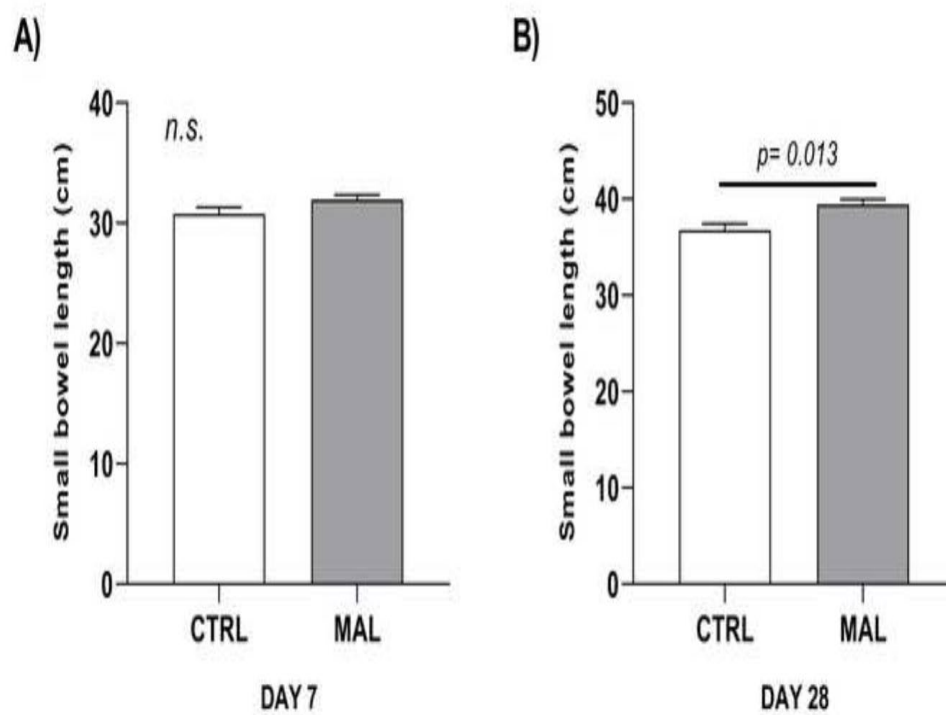 A)
40
30
20
10
0
Small bowel length (cm)
n.s.
CTRL
MAL
DAY 7
B)
50
40
30
20
10
0
Small bowel length (cm)
p= 0.013
CTRL
MAL
DAY 28